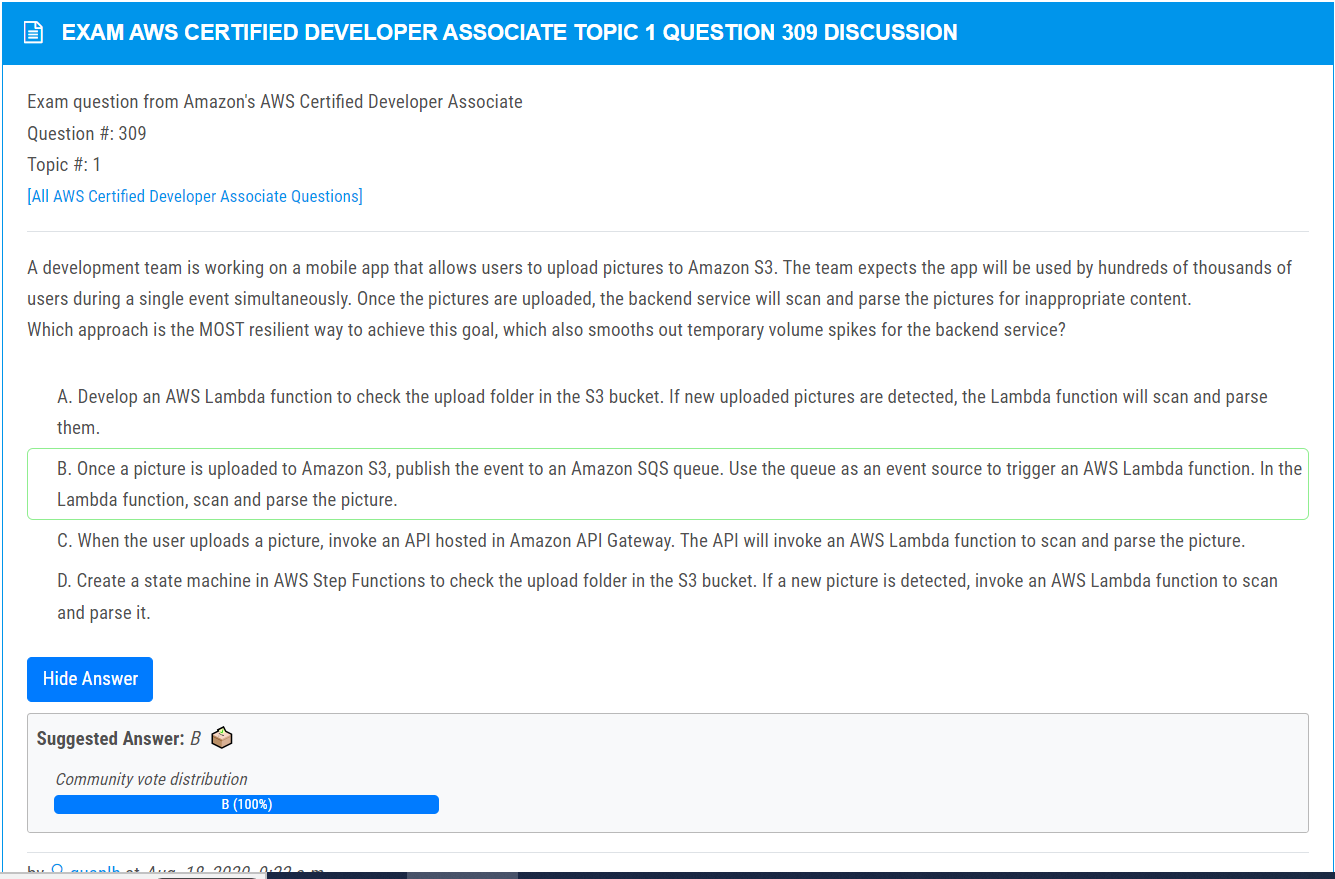 EXAM AWS CERTIFIED DEVELOPER ASSOCIATE TOPIC 1 QUESTION 309 DISCUSSION
Exam question from Amazon's AWS Certified Developer Associate
Question #: 309
Topic #: 1
[All AWS Certified Developer Associate Questions]
A development team is working on a mobile app that allows users to upload pictures to Amazon S3. The team expects the app will be used by hundreds of thousands of
users during a single event simultaneously. Once the pictures are uploaded, the backend service will scan and parse the pictures for inappropriate content.
Which approach is the MOST resilient way to achieve this goal, which also smooths out temporary volume spikes for the backend service?
A. Develop an AWS Lambda function to check the upload folder in the S3 bucket. If new uploaded pictures are detected, the Lambda function will scan and parse
them.
B. Once a picture is uploaded to Amazon S3, publish the event to an Amazon SQS queue. Use the queue as an event source to trigger an AWS Lambda function. In the
Lambda function, scan and parse the picture.
C. When the user uploads a picture, invoke an API hosted in Amazon API Gateway. The API will invoke an AWS Lambda function to scan and parse the picture.
D. Create a state machine in AWS Step Functions to check the upload folder in the S3 bucket. If a new picture is detected, invoke an AWS Lambda function to scan
and parse it.
Hide Answer
Suggested Answer: B
Community vote distribution
B (100%)
by at Aug.